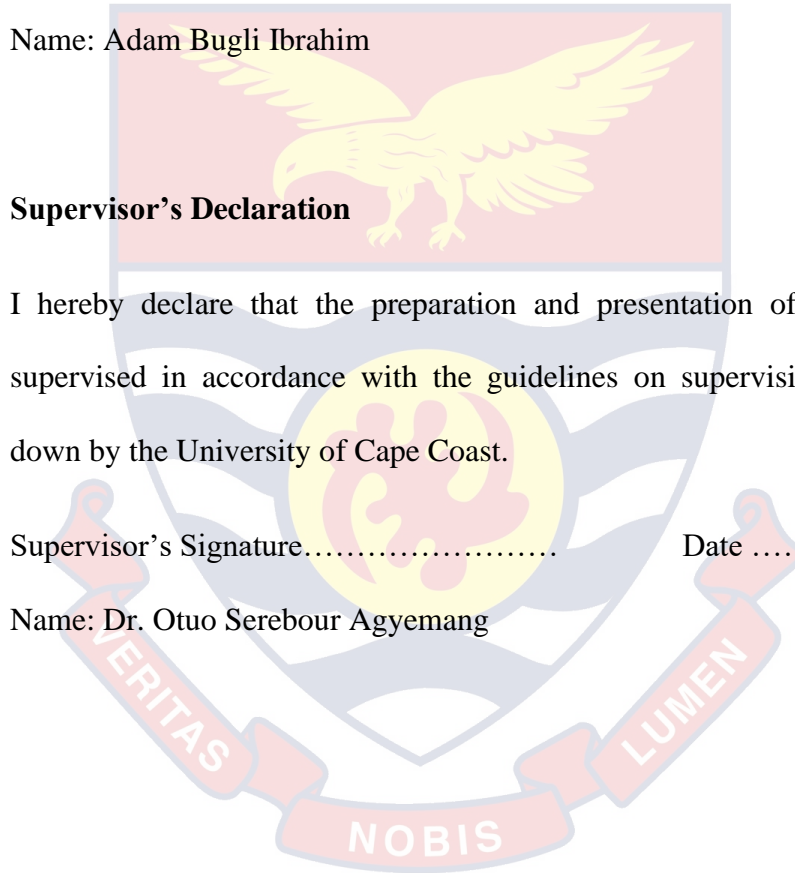 Name: Adam Bugli Ibrahim
Supervisor’s Declaration
I hereby declare that the preparation and presentation of
supervised in accordance with the guidelines on supervisi
down by the University of Cape Coast.
Supervisor’s Signature…………………… Date ….
Name: Dr. Otuo Serebour Agyemang
VERITAS
NOBIS
LUMEN